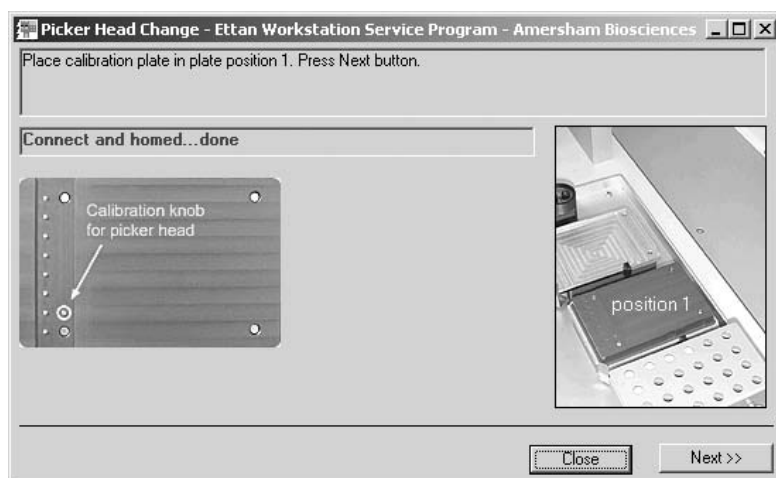 Picker Head Change - Ettan Workstation Service Program - Amersham Biosciences
Place calibration plate in plate position 1. Press Next button.
Connect and homed...done
Calibration knob
for picker head
position 1
Close
Next >>